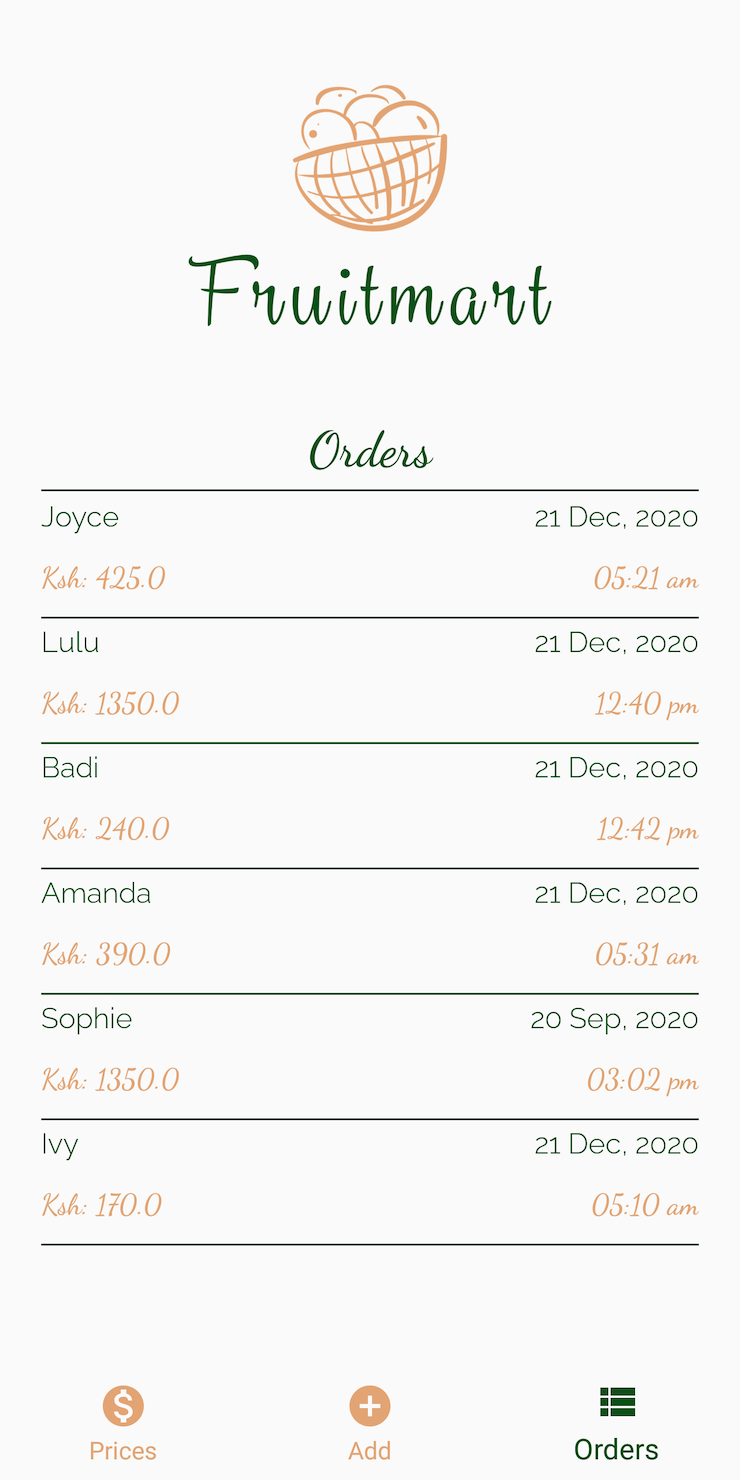 Fruitmart
Orders
Joyce 21 Dec, 2020
Ksh: 425.0 05:21 am
Lulu 21 Dec, 2020
Ksh: 1350.0 12:40 pm
Badi 21 Dec, 2020
Ksh: 240.0 12:42 pm
Amanda 21 Dec, 2020
Ksh: 390.0 05:31 am
Sophie 20 Sep, 2020
Ksh: 1350.0 03:02 pm
Ivy 21 Dec, 2020
Ksh: 170.0 05:10 am
Prices Add Orders